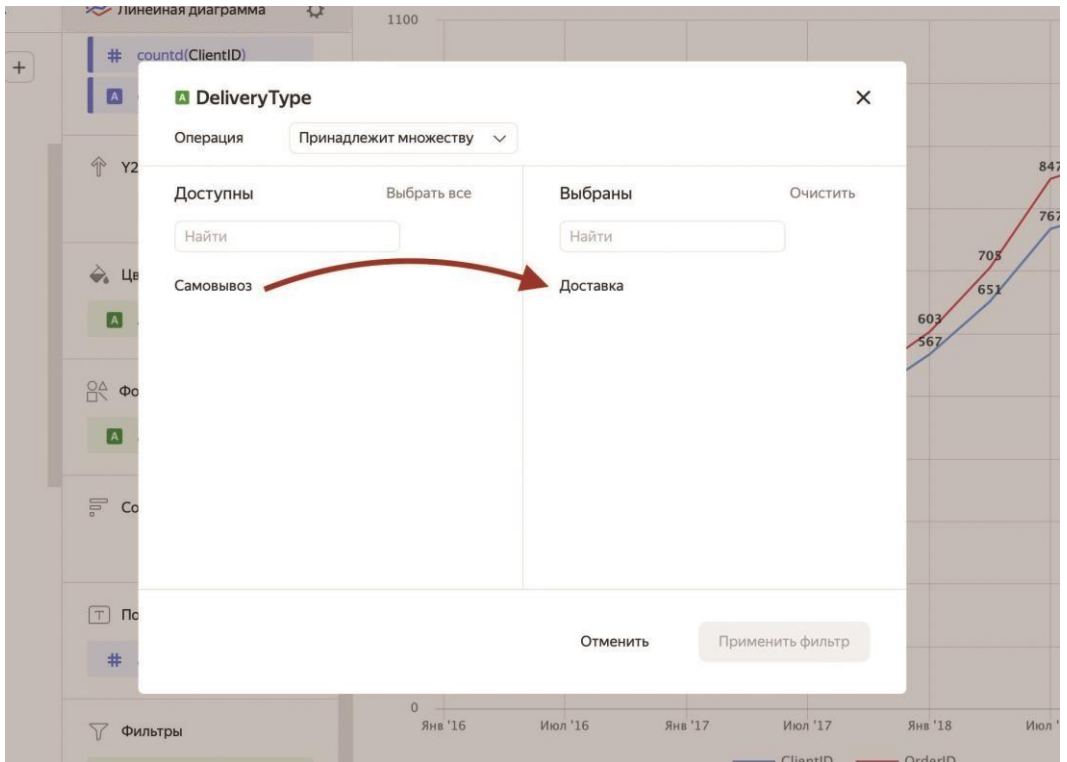 Линейная диаграмма
1100
# countd(ClientID)
+
A
A DeliveryType
Операция Принадлежит множеству
Y2
847
Доступны Выбрать все Выбраны Очистить
767
Найти Найти
705
Самовывоз Доставка
651
A
603
567
A
T
Отменить Применить фильтр
#
0
Янв '16 Июл '16 Янв '17 Июл '17 Янв '18 Июл '
Фильтры
ClientID OrderID